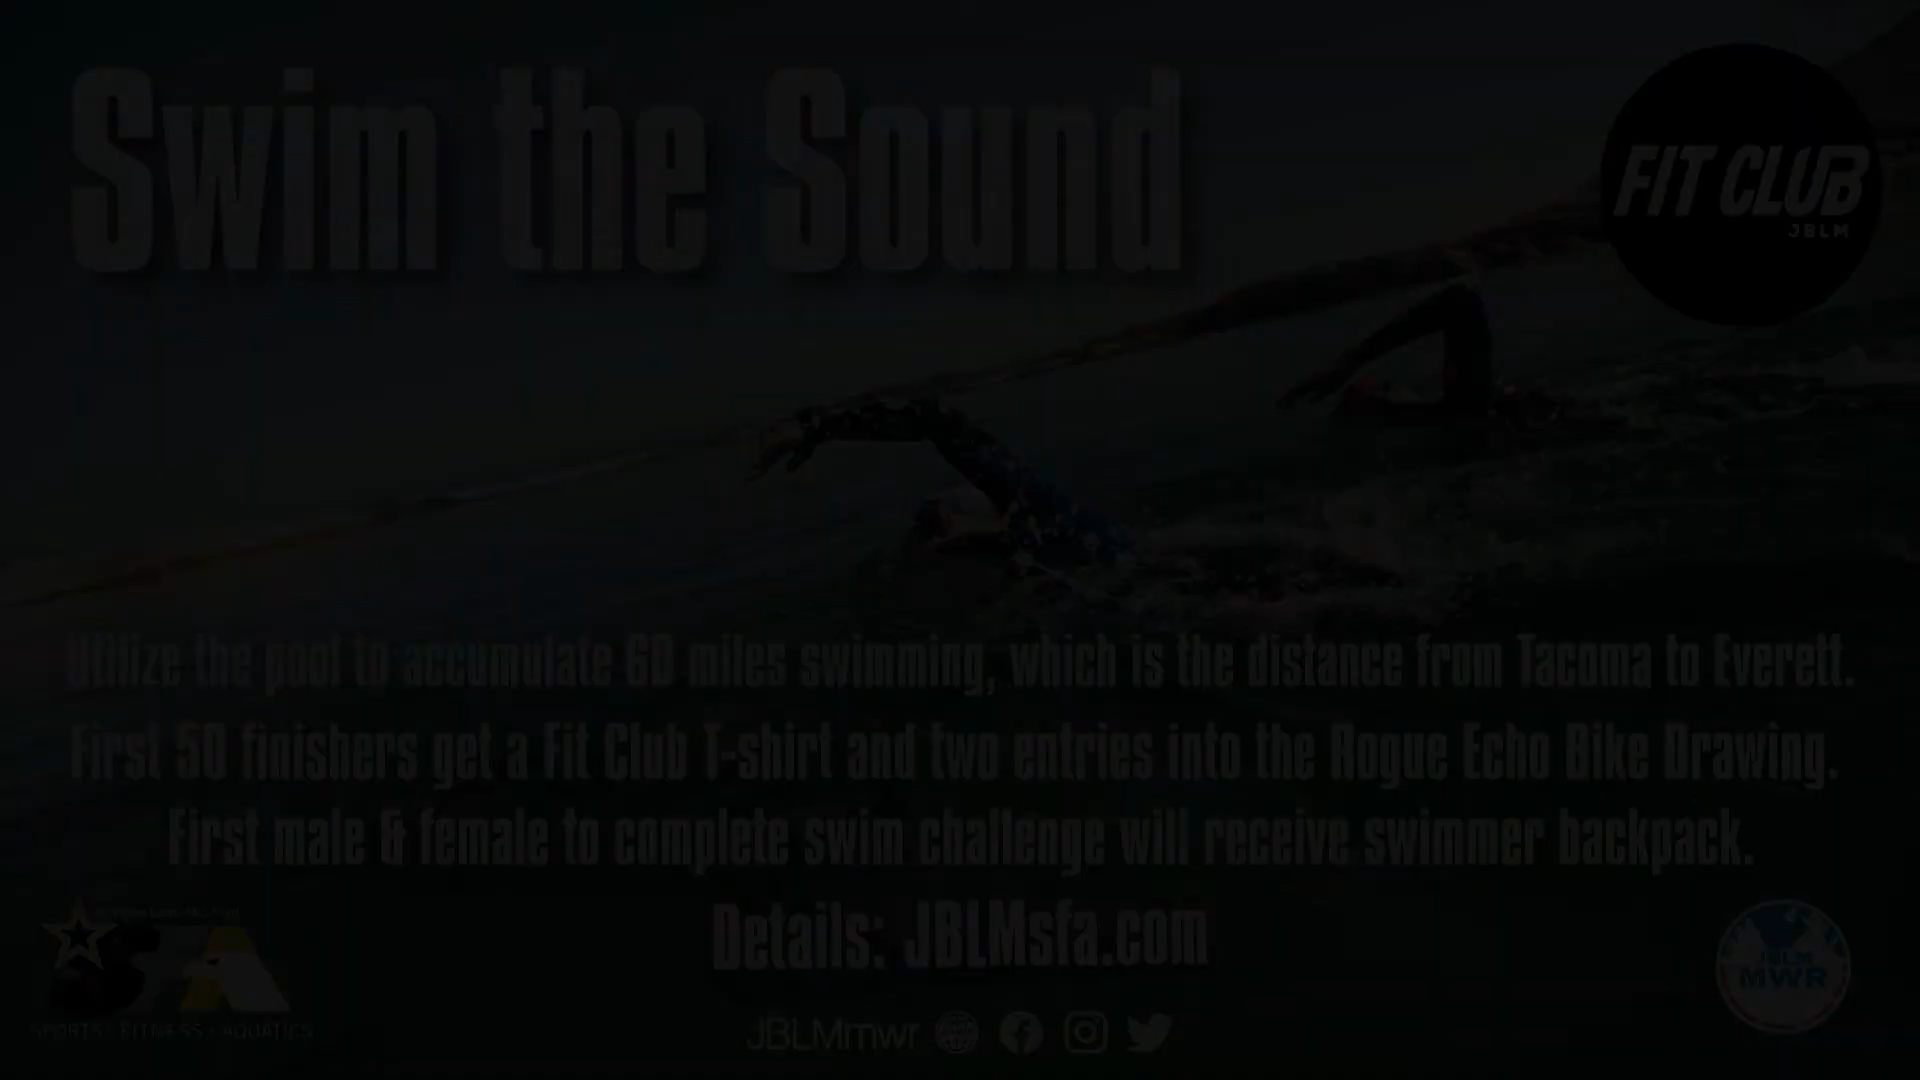 Swim the Sound
FIT CLUB
JBLM
Utilize the pool to accumulate 60 miles swimming, which is the distance from Tacoma to Everett.
First 50 finishers get a Fit Club T-shirt and two entries into the Rogue Echo Bike Drawing.
First male & female to complete swim challenge will receive swimmer backpack.
Details: JBLMsfa.com
SFA
SPORTS · FITNESS · AQUATICS
JBLM
MWR
JBLMmwr